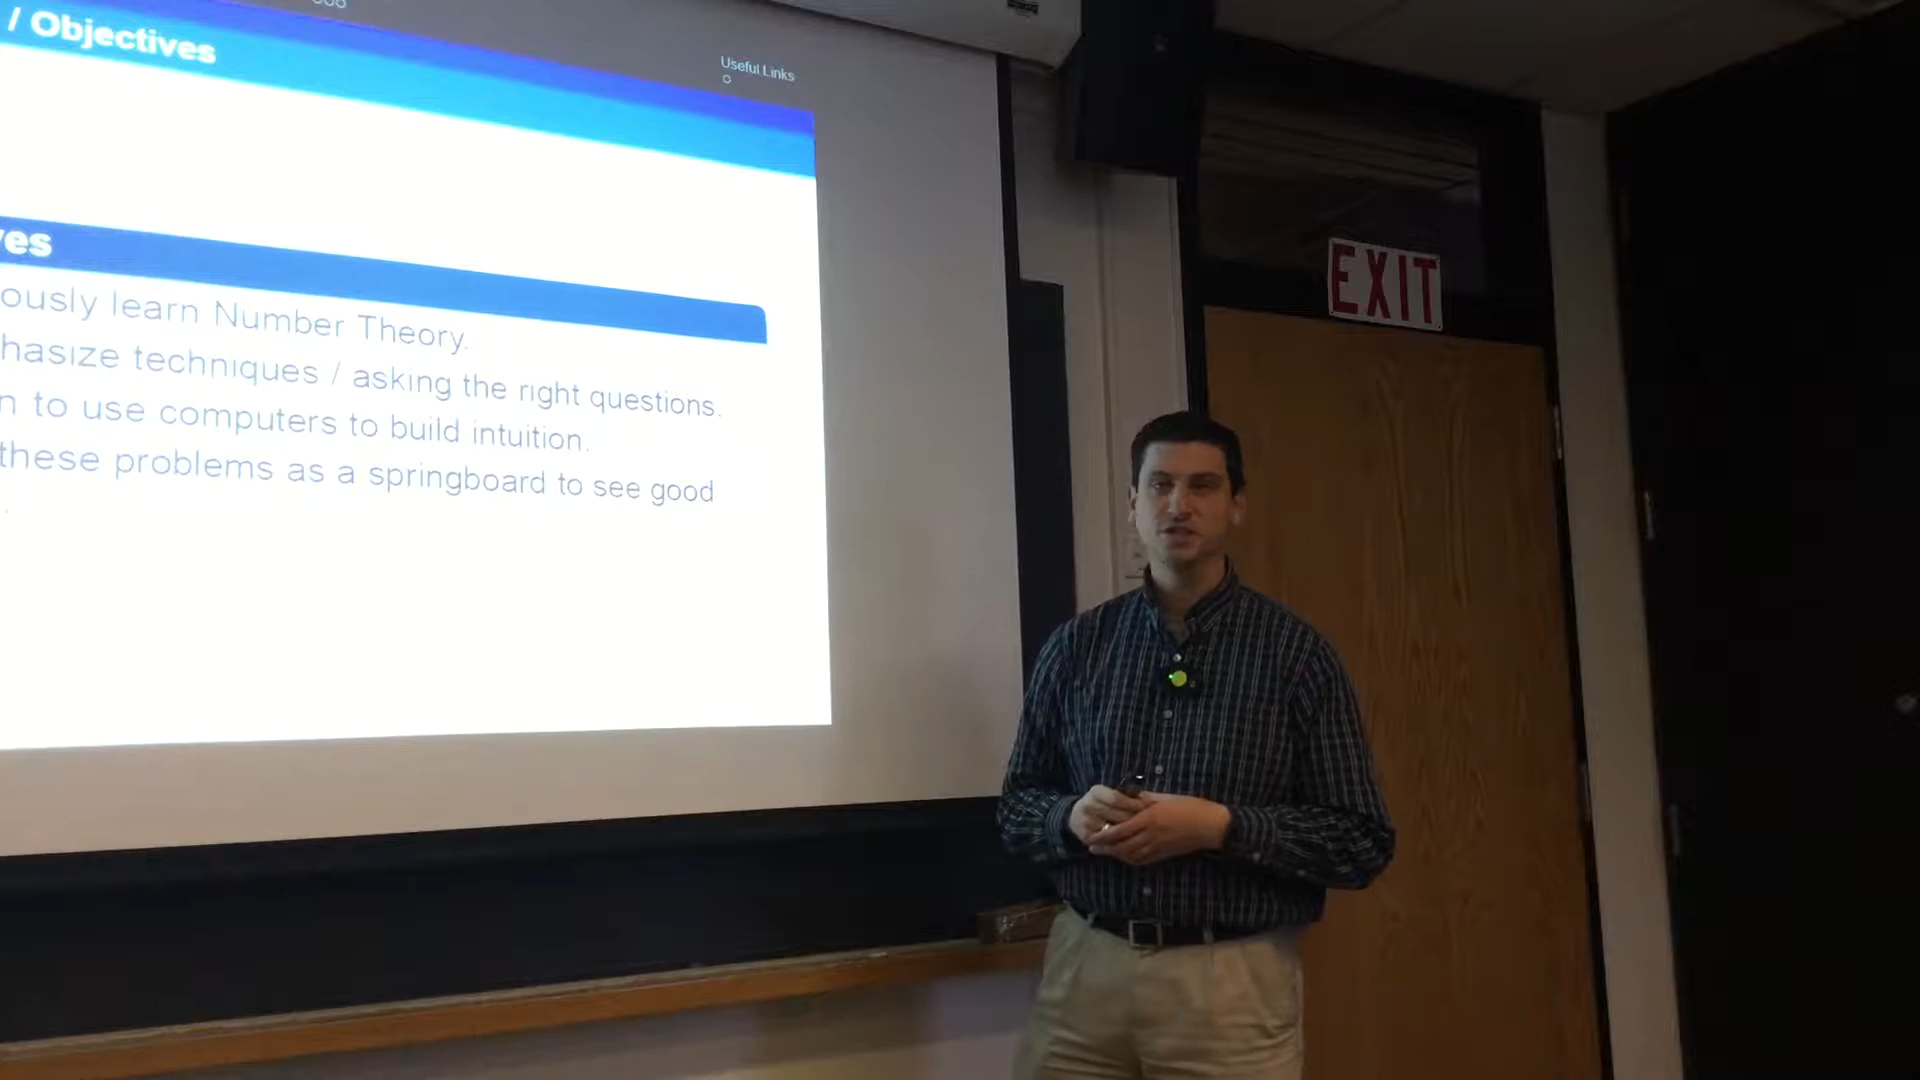 / Objectives
Useful Links
ves
ously learn Number Theory.
hasize techniques / asking the right questions.
n to use computers to build intuition.
these problems as a springboard to see good
EXIT